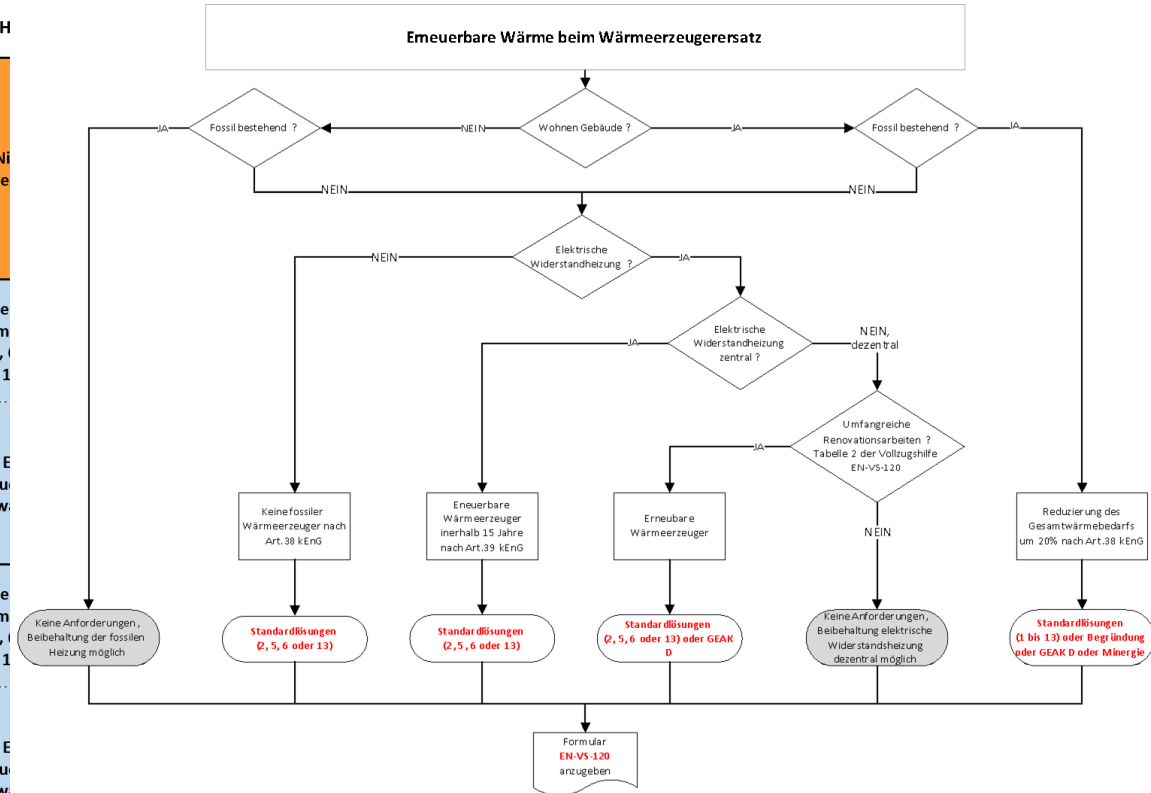 Erneuerbare Wärme beim Wärmeerzeugerersatz
Fossil bestehend ?
JA
NEIN
Wohnen Gebäude ?
JA
Fossil bestehend ?
JA
NEIN
NEIN
Elektrische
Widerstandheizung ?
NEIN
JA
Elektrische
Widerstandheizung
zentral ?
JA
NEIN,
dezentral
Umfangreiche
Renovationsarbeiten ?
Tabelle 2 der Vollzugshilfe
EN-VS-120
JA
NEIN
Keine fossiler
Wärmeerzeuger nach
Art.38 kEnG
Eneuerbare
Wärmeerzeuger
inerhalb 15 Jahre
nach Art.39 kEnG
Erneubare
Wärmeerzeuger
Reduzierung des
Gesamtwärmebedarfs
um 20% nach Art.38 kEnG
Keine Anforderungen,
Beibehaltung der fossilen
Heizung möglich
Standardlösungen
(2, 5, 6 oder 13)
Standardlösungen
(2, 5, 6 oder 13)
Standardlösungen
(2, 5, 6 oder 13) oder GEAK
D
Keine Anforderungen,
Beibehaltung elektrische
Widerstandsheizung
dezentral möglich
Standardlösungen
(1 bis 13) oder Begründung
oder GEAK D oder Minergie
Formular
EN-VS-120
anzugeben